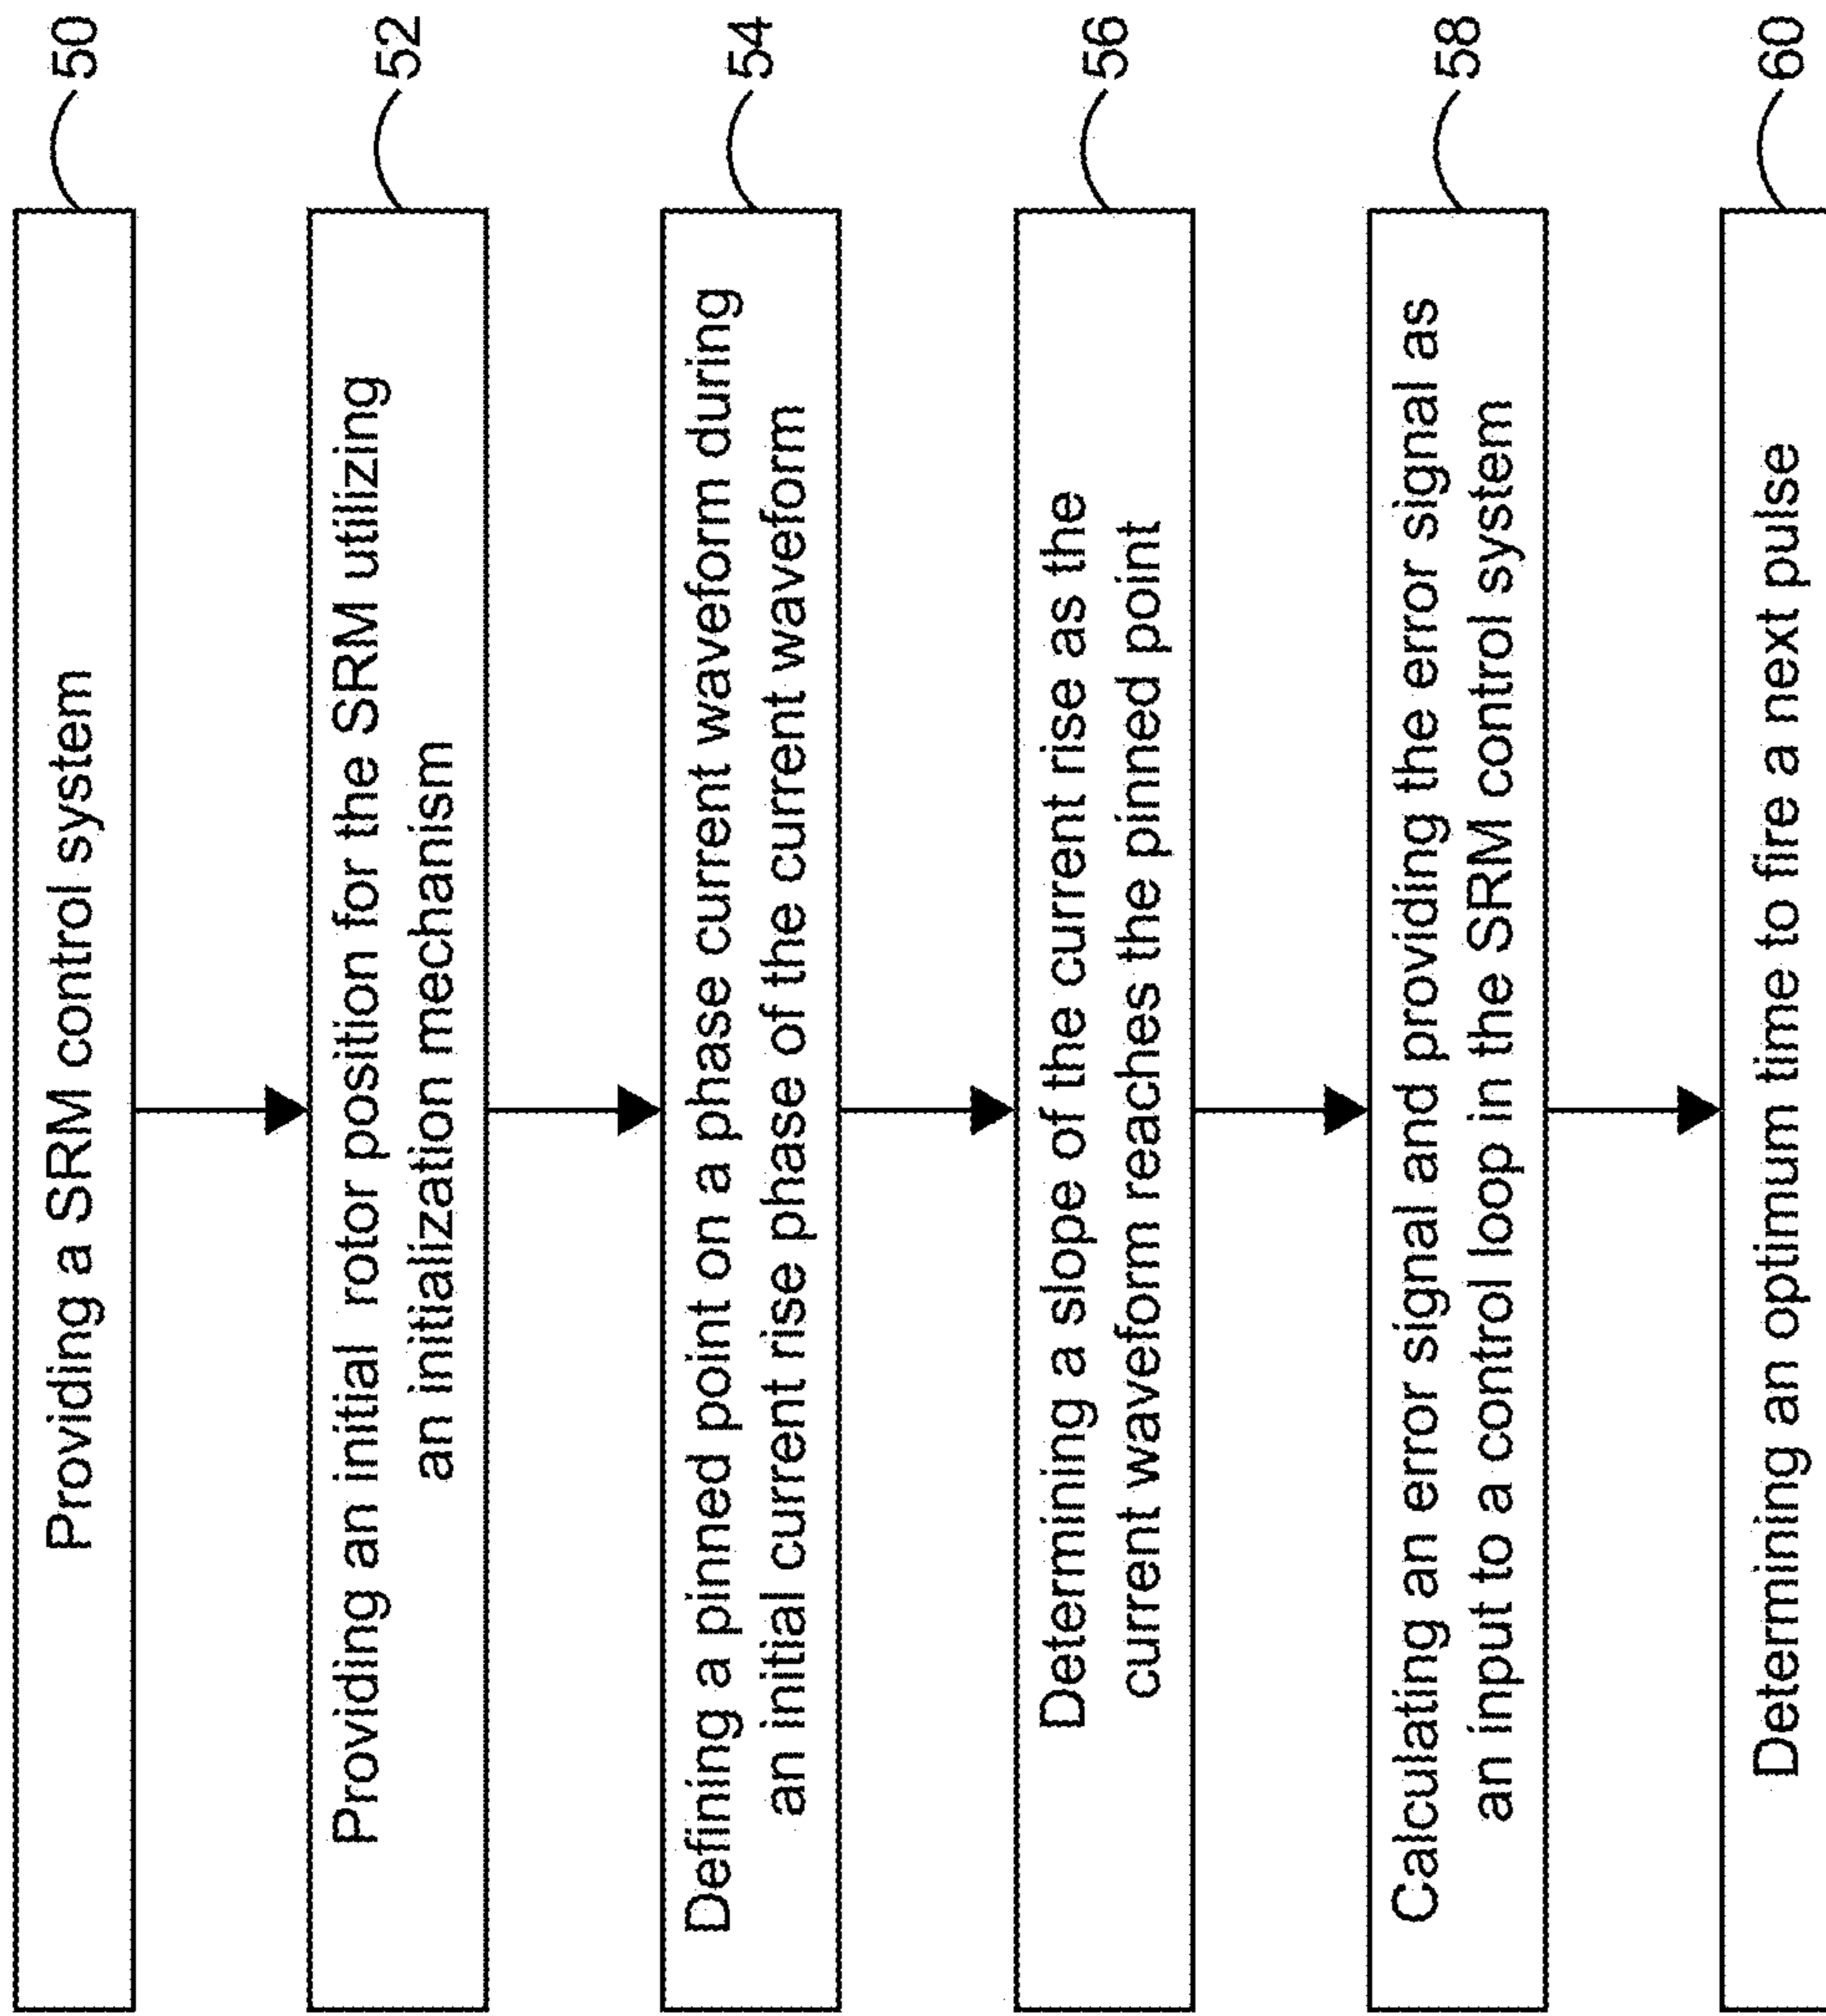 Providing a SRM control system
50
Providing an initial rotor position for the SRM utilizing
an initialization mechanism
52
Defining a pinned point on a phase current waveform during
an initial current rise phase of the current waveform
54
Determining a slope of the current rise as the
current waveform reaches the pinned point
56
Calculating an error signal and providing the error signal as
an input to a control loop in the SRM control system
58
Determining an optimum time to fire a next pulse
60